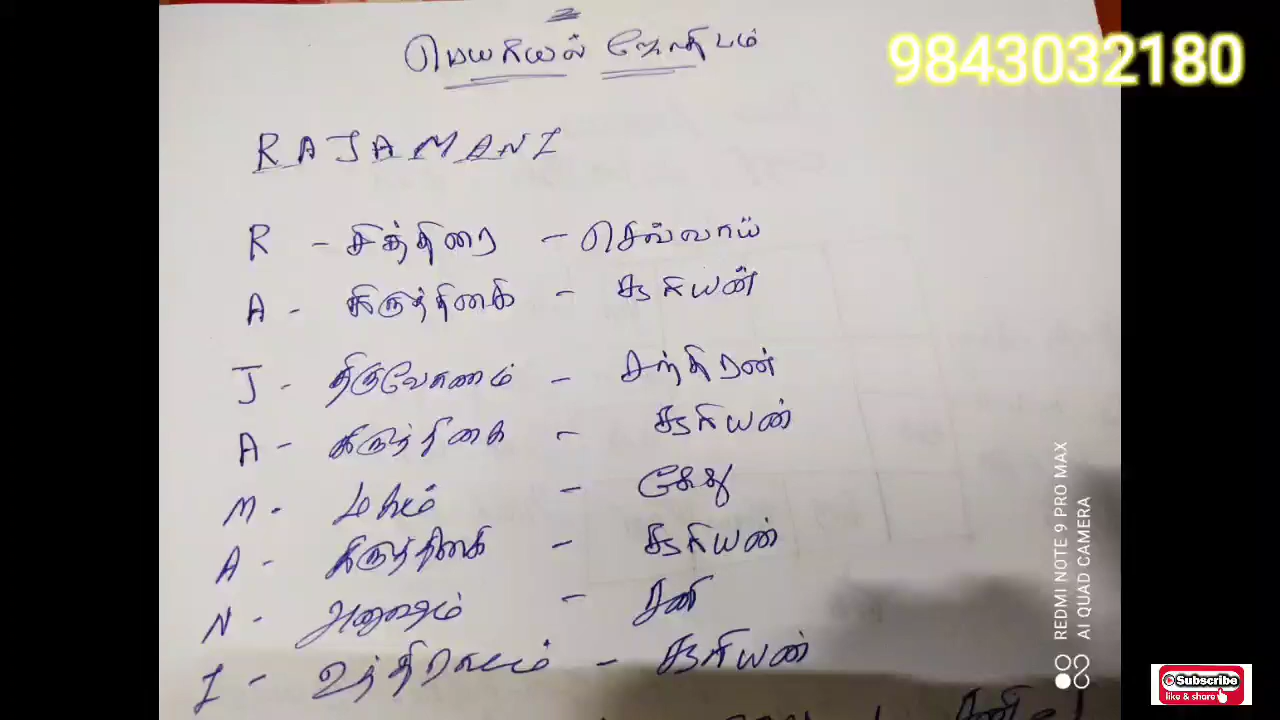 பெயரியல் ஜோதிடம்
9843032180
RAJAMANI
R - சித்திரை - செவ்வாய்
A - கிருத்திகை - சூரியன்
J - திருவோணம் - சந்திரன்
A - கிருத்திகை - சூரியன்
M - மகம் - கேது
A - கிருத்திகை - சூரியன்
N - அனுஷம் - சனி
I - உத்திராடம் - சூரியன்
REDMI NOTE 9 PRO MAX
AI QUAD CAMERA
Subscribe
like & share